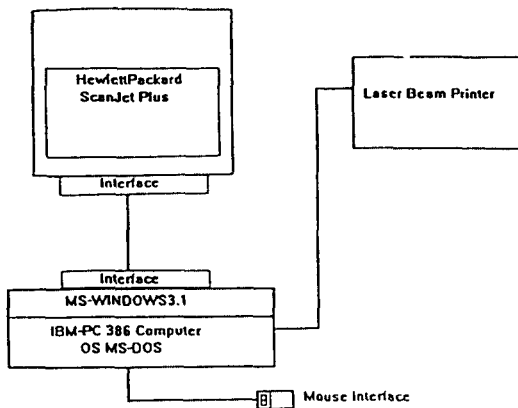 HewlettPackard
ScanJet Plus
Interface
Laser Beam Printer
Interface
MS-WINDOWS3.1
IBM-PC 386 Computer
OS MS-DOS
Mouse Interface